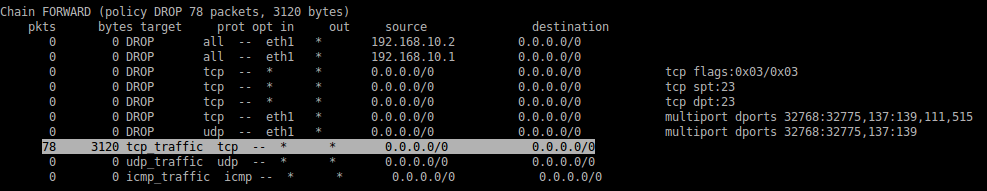 Chain FORWARD (policy DROP 78 packets, 3120 bytes)
pkts bytes target prot opt in out source destination
0 0 DROP all -- eth1 * 192.168.10.2 0.0.0.0/0
0 0 DROP all -- eth1 * 192.168.10.1 0.0.0.0/0
0 0 DROP tcp -- * * 0.0.0.0/0 0.0.0.0/0 tcp flags:0x03/0x03
0 0 DROP tcp -- * * 0.0.0.0/0 0.0.0.0/0 tcp spt:23
0 0 DROP tcp -- * * 0.0.0.0/0 0.0.0.0/0 tcp dpt:23
0 0 DROP tcp -- eth1 * 0.0.0.0/0 0.0.0.0/0 multiport dports 32768:32775,137:139,111,515
0 0 DROP udp -- eth1 * 0.0.0.0/0 0.0.0.0/0 multiport dports 32768:32775,137:139
78 3120 tcp_traffic tcp -- * * 0.0.0.0/0 0.0.0.0/0
0 0 udp_traffic udp -- * * 0.0.0.0/0 0.0.0.0/0
0 0 icmp_traffic icmp -- * * 0.0.0.0/0 0.0.0.0/0